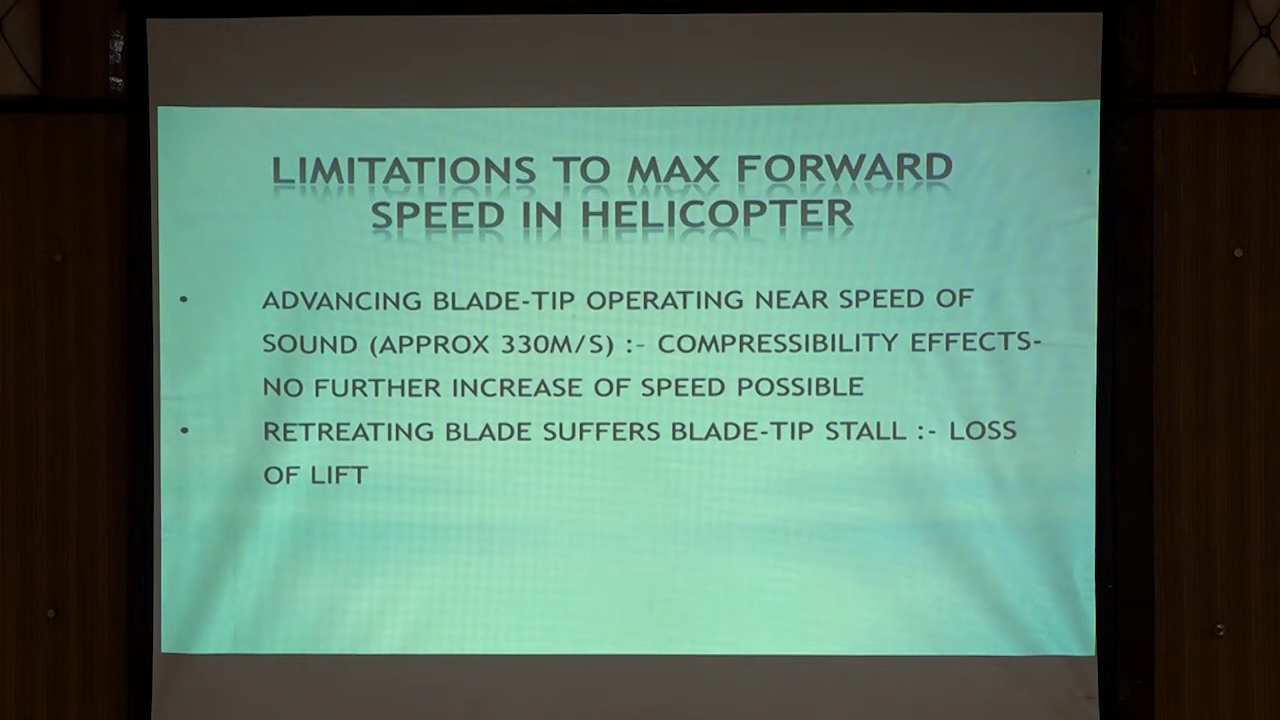 LIMITATIONS TO MAX FORWARD
SPEED IN HELICOPTER
• ADVANCING BLADE-TIP OPERATING NEAR SPEED OF
SOUND (APPROX 330M/S) :- COMPRESSIBILITY EFFECTS-
NO FURTHER INCREASE OF SPEED POSSIBLE
• RETREATING BLADE SUFFERS BLADE-TIP STALL :- LOSS
OF LIFT